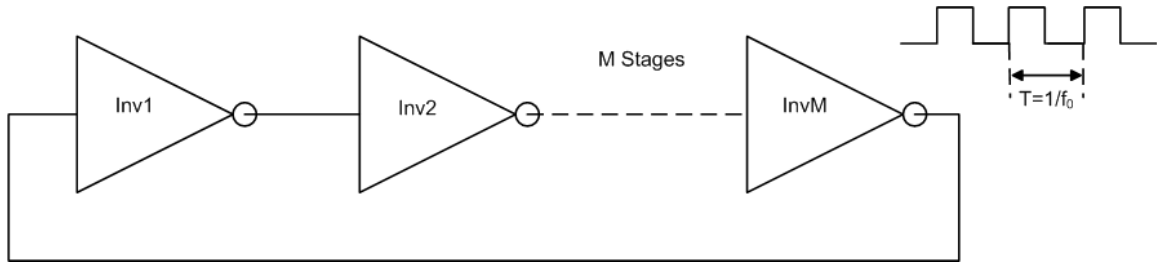 M Stages
Inv1
Inv2
InvM
T=1/f₀